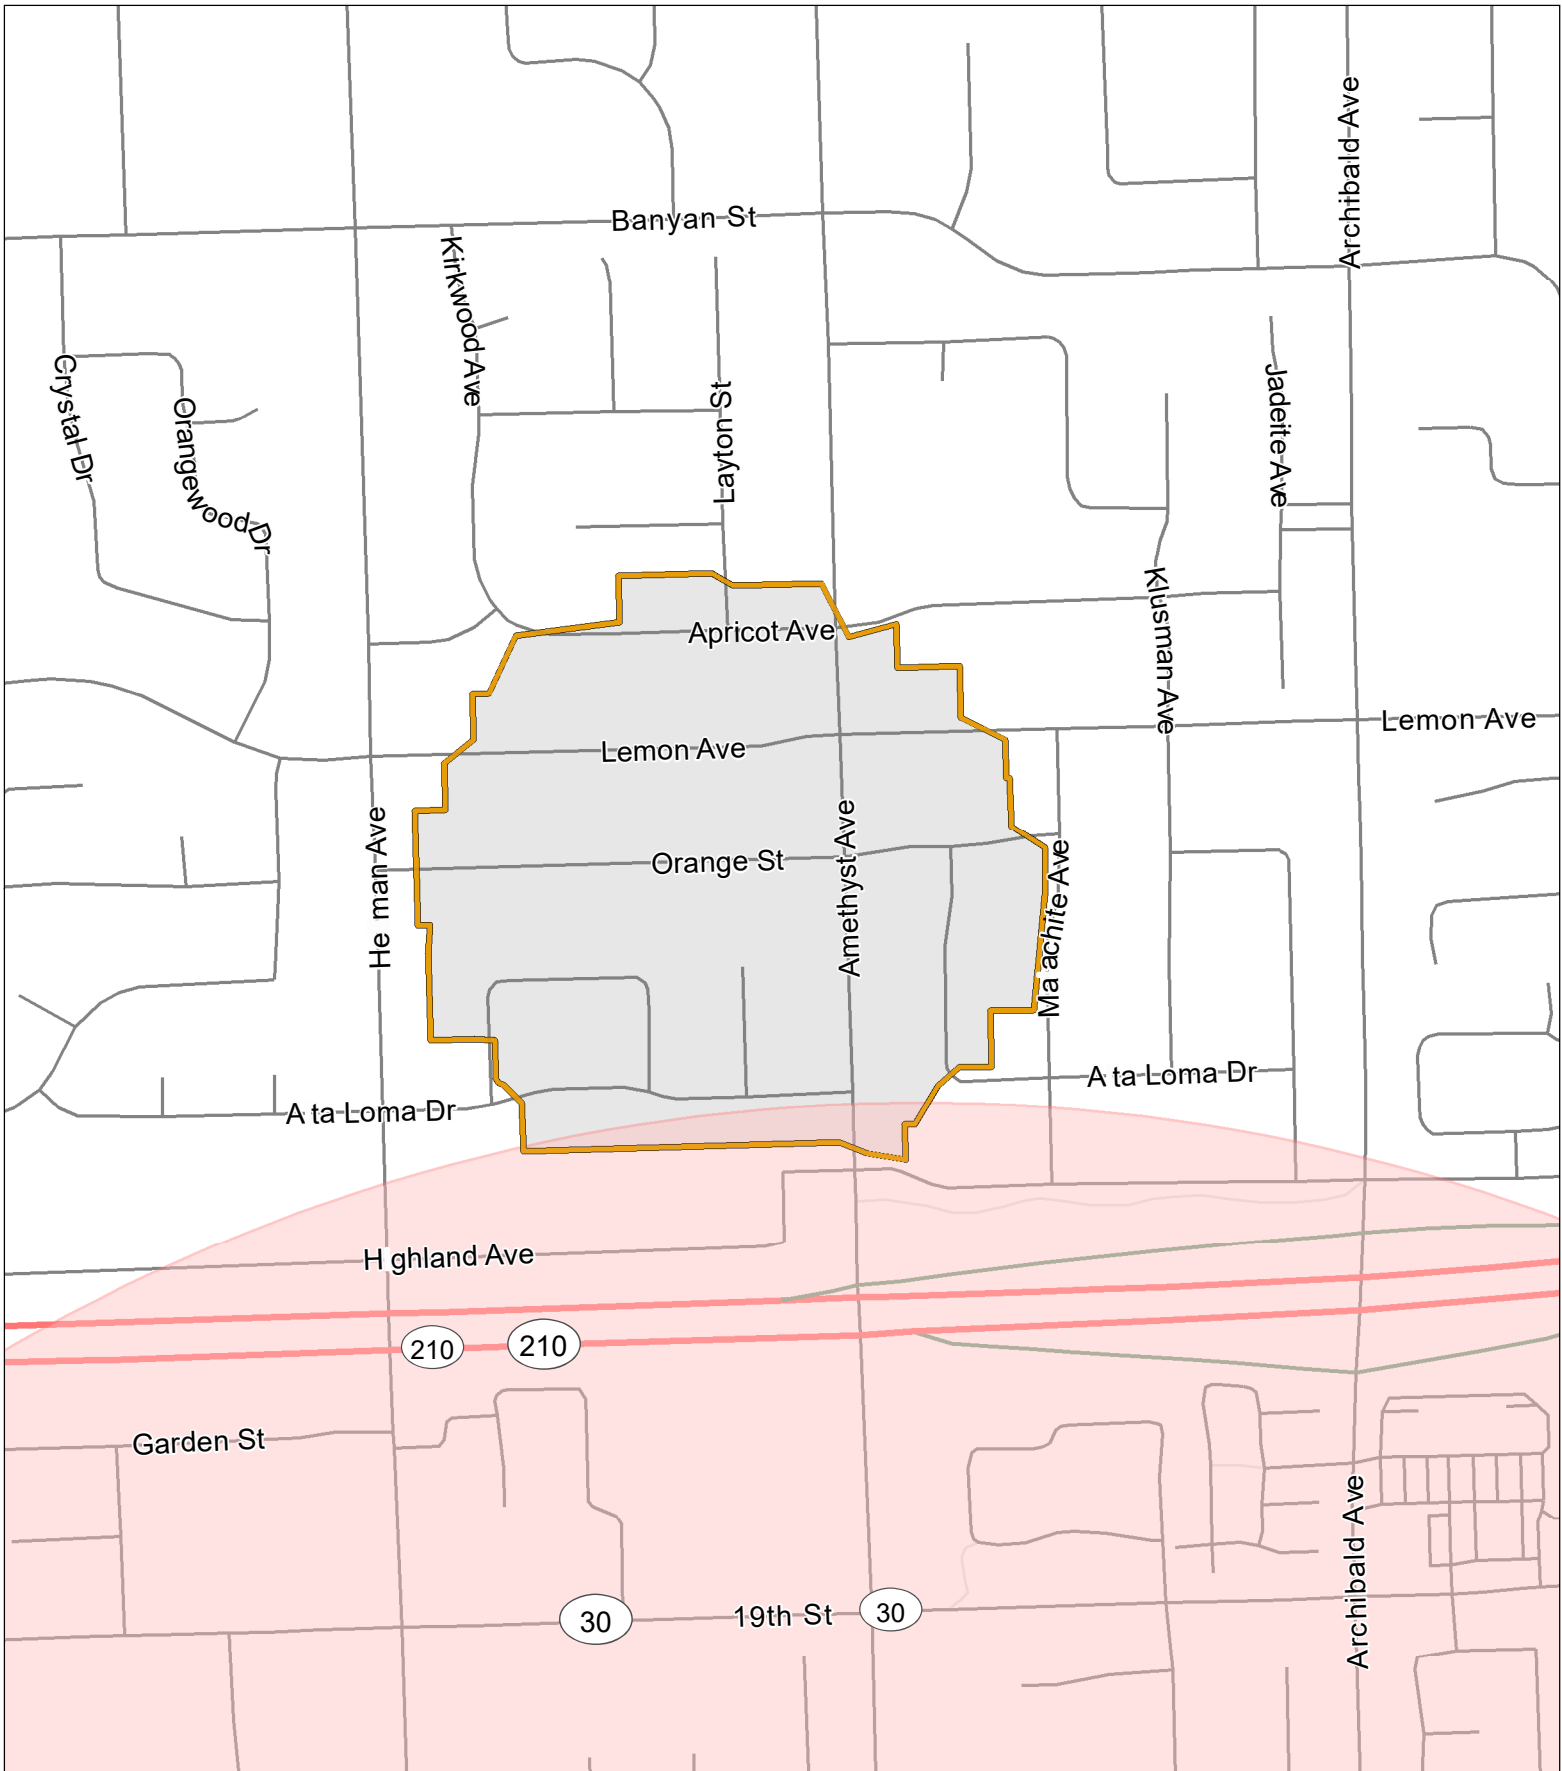 Archibald Ave
Banyan St
Kirkwood Ave
Crystal Dr
Orangewood Dr
Layton St
Jadeite Ave
Klusman Ave
Apricot Ave
Lemon Ave
Lemon Ave
He man Ave
Orange St
Amethyst Ave
Ma achite Ave
A ta Loma Dr
A ta Loma Dr
H ghland Ave
210
210
Garden St
Archibald Ave
30
19th St
30